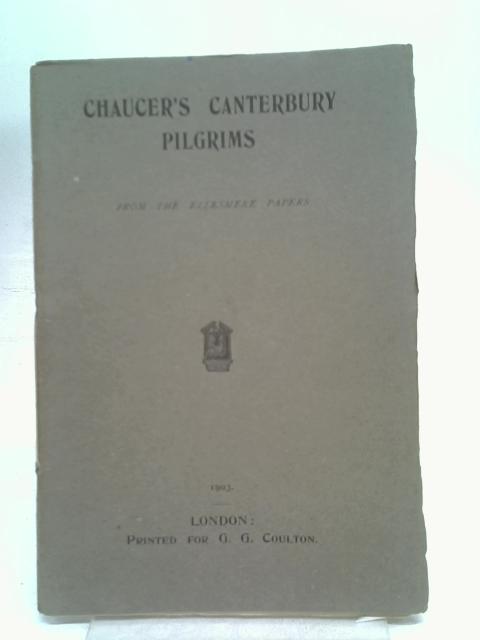 CHAUCER'S CANTERBURY
PILGRIMS
FROM THE ELLESMERE PAPERS
1903.
LONDON:
PRINTED FOR G. G. COULTON.